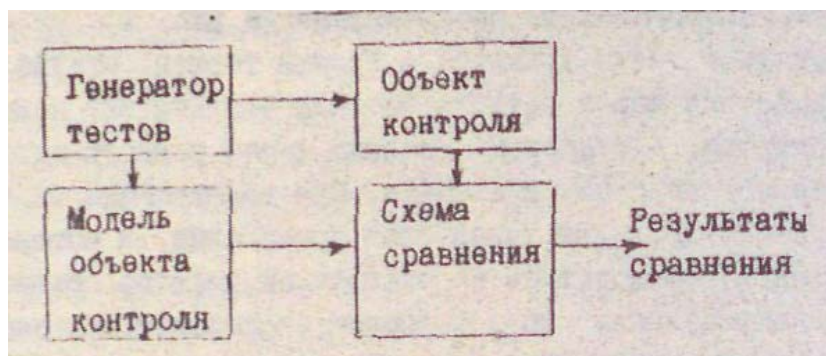 Генератор
тестов
Объект
контроля
Модель
объекта
контроля
Схема
сравнения
Результаты
сравнения